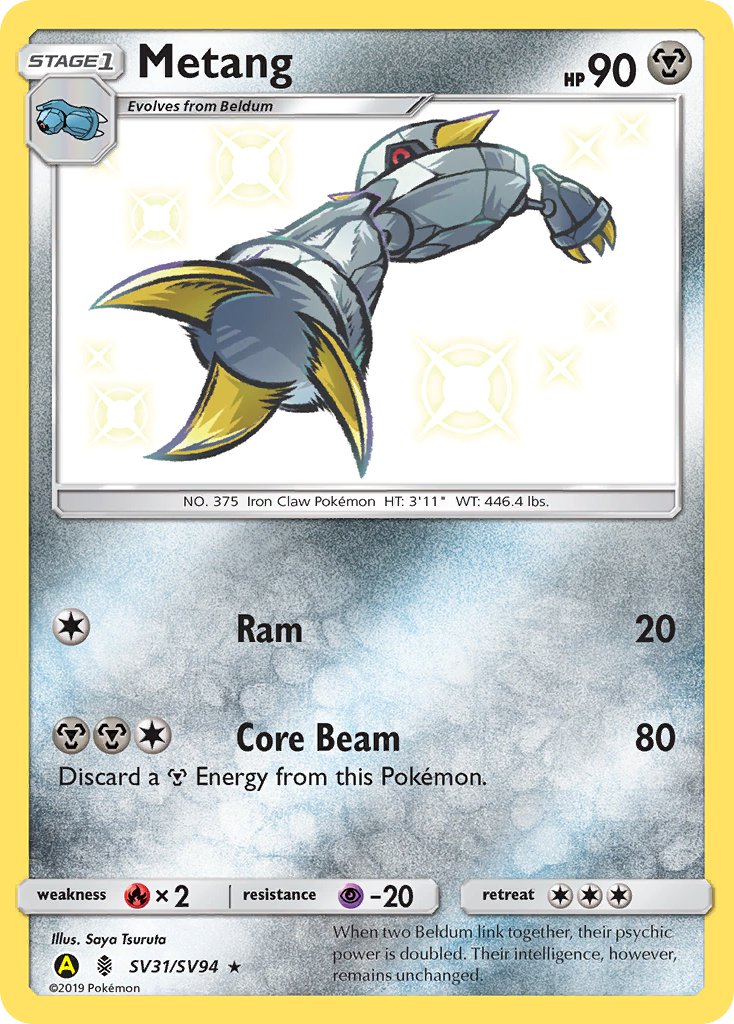 STAGE1
Metang
HP 90
Evolves from Beldum
NO. 375 Iron Claw Pokémon HT: 3'11" WT: 446.4 lbs.
Ram 20
Core Beam 80
Discard a Energy from this Pokémon.
weakness × 2 resistance -20 retreat
Illus. Saya Tsuruta
When two Beldum link together, their psychic
power is doubled. Their intelligence, however,
remains unchanged.
A SV31/SV94 ★
©2019 Pokémon